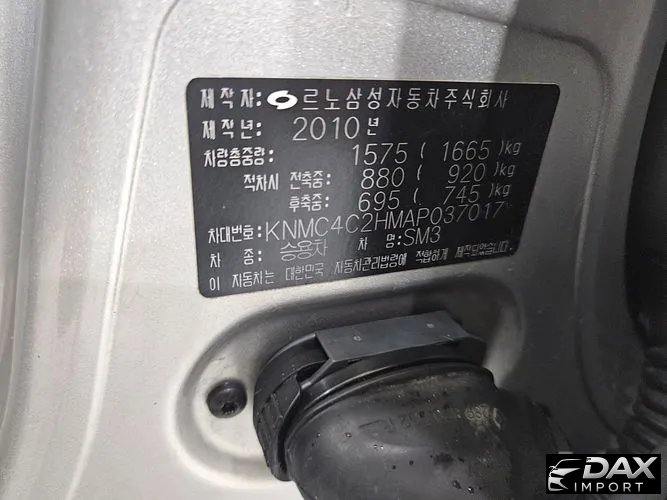 제 작 자: 르노삼성자동차주식회사
제 작 년: 2010 년
차량총중량: 1575 ( 1665) kg
적차시 전축중: 880 ( 920) kg
후축중: 695 ( 745) kg
차대번호: KNMC4C2HMAP037017
차 종: 승용차 차 명: SM3
이 자동차는 대한민국 자동차관리법령에 적합하게 제작되었습니다
DAX
IMPORT